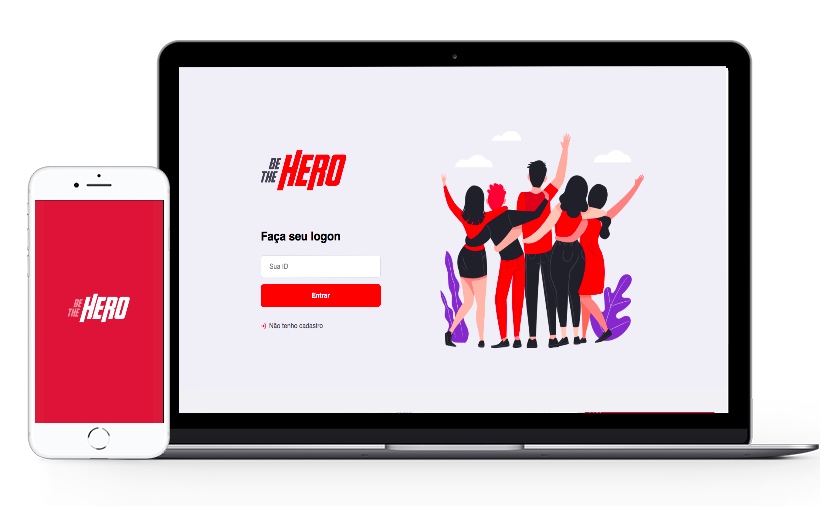 BE
THE HERO
BE
THE HERO
Faça seu logon
Sua ID
Entrar
Não tenho cadastro